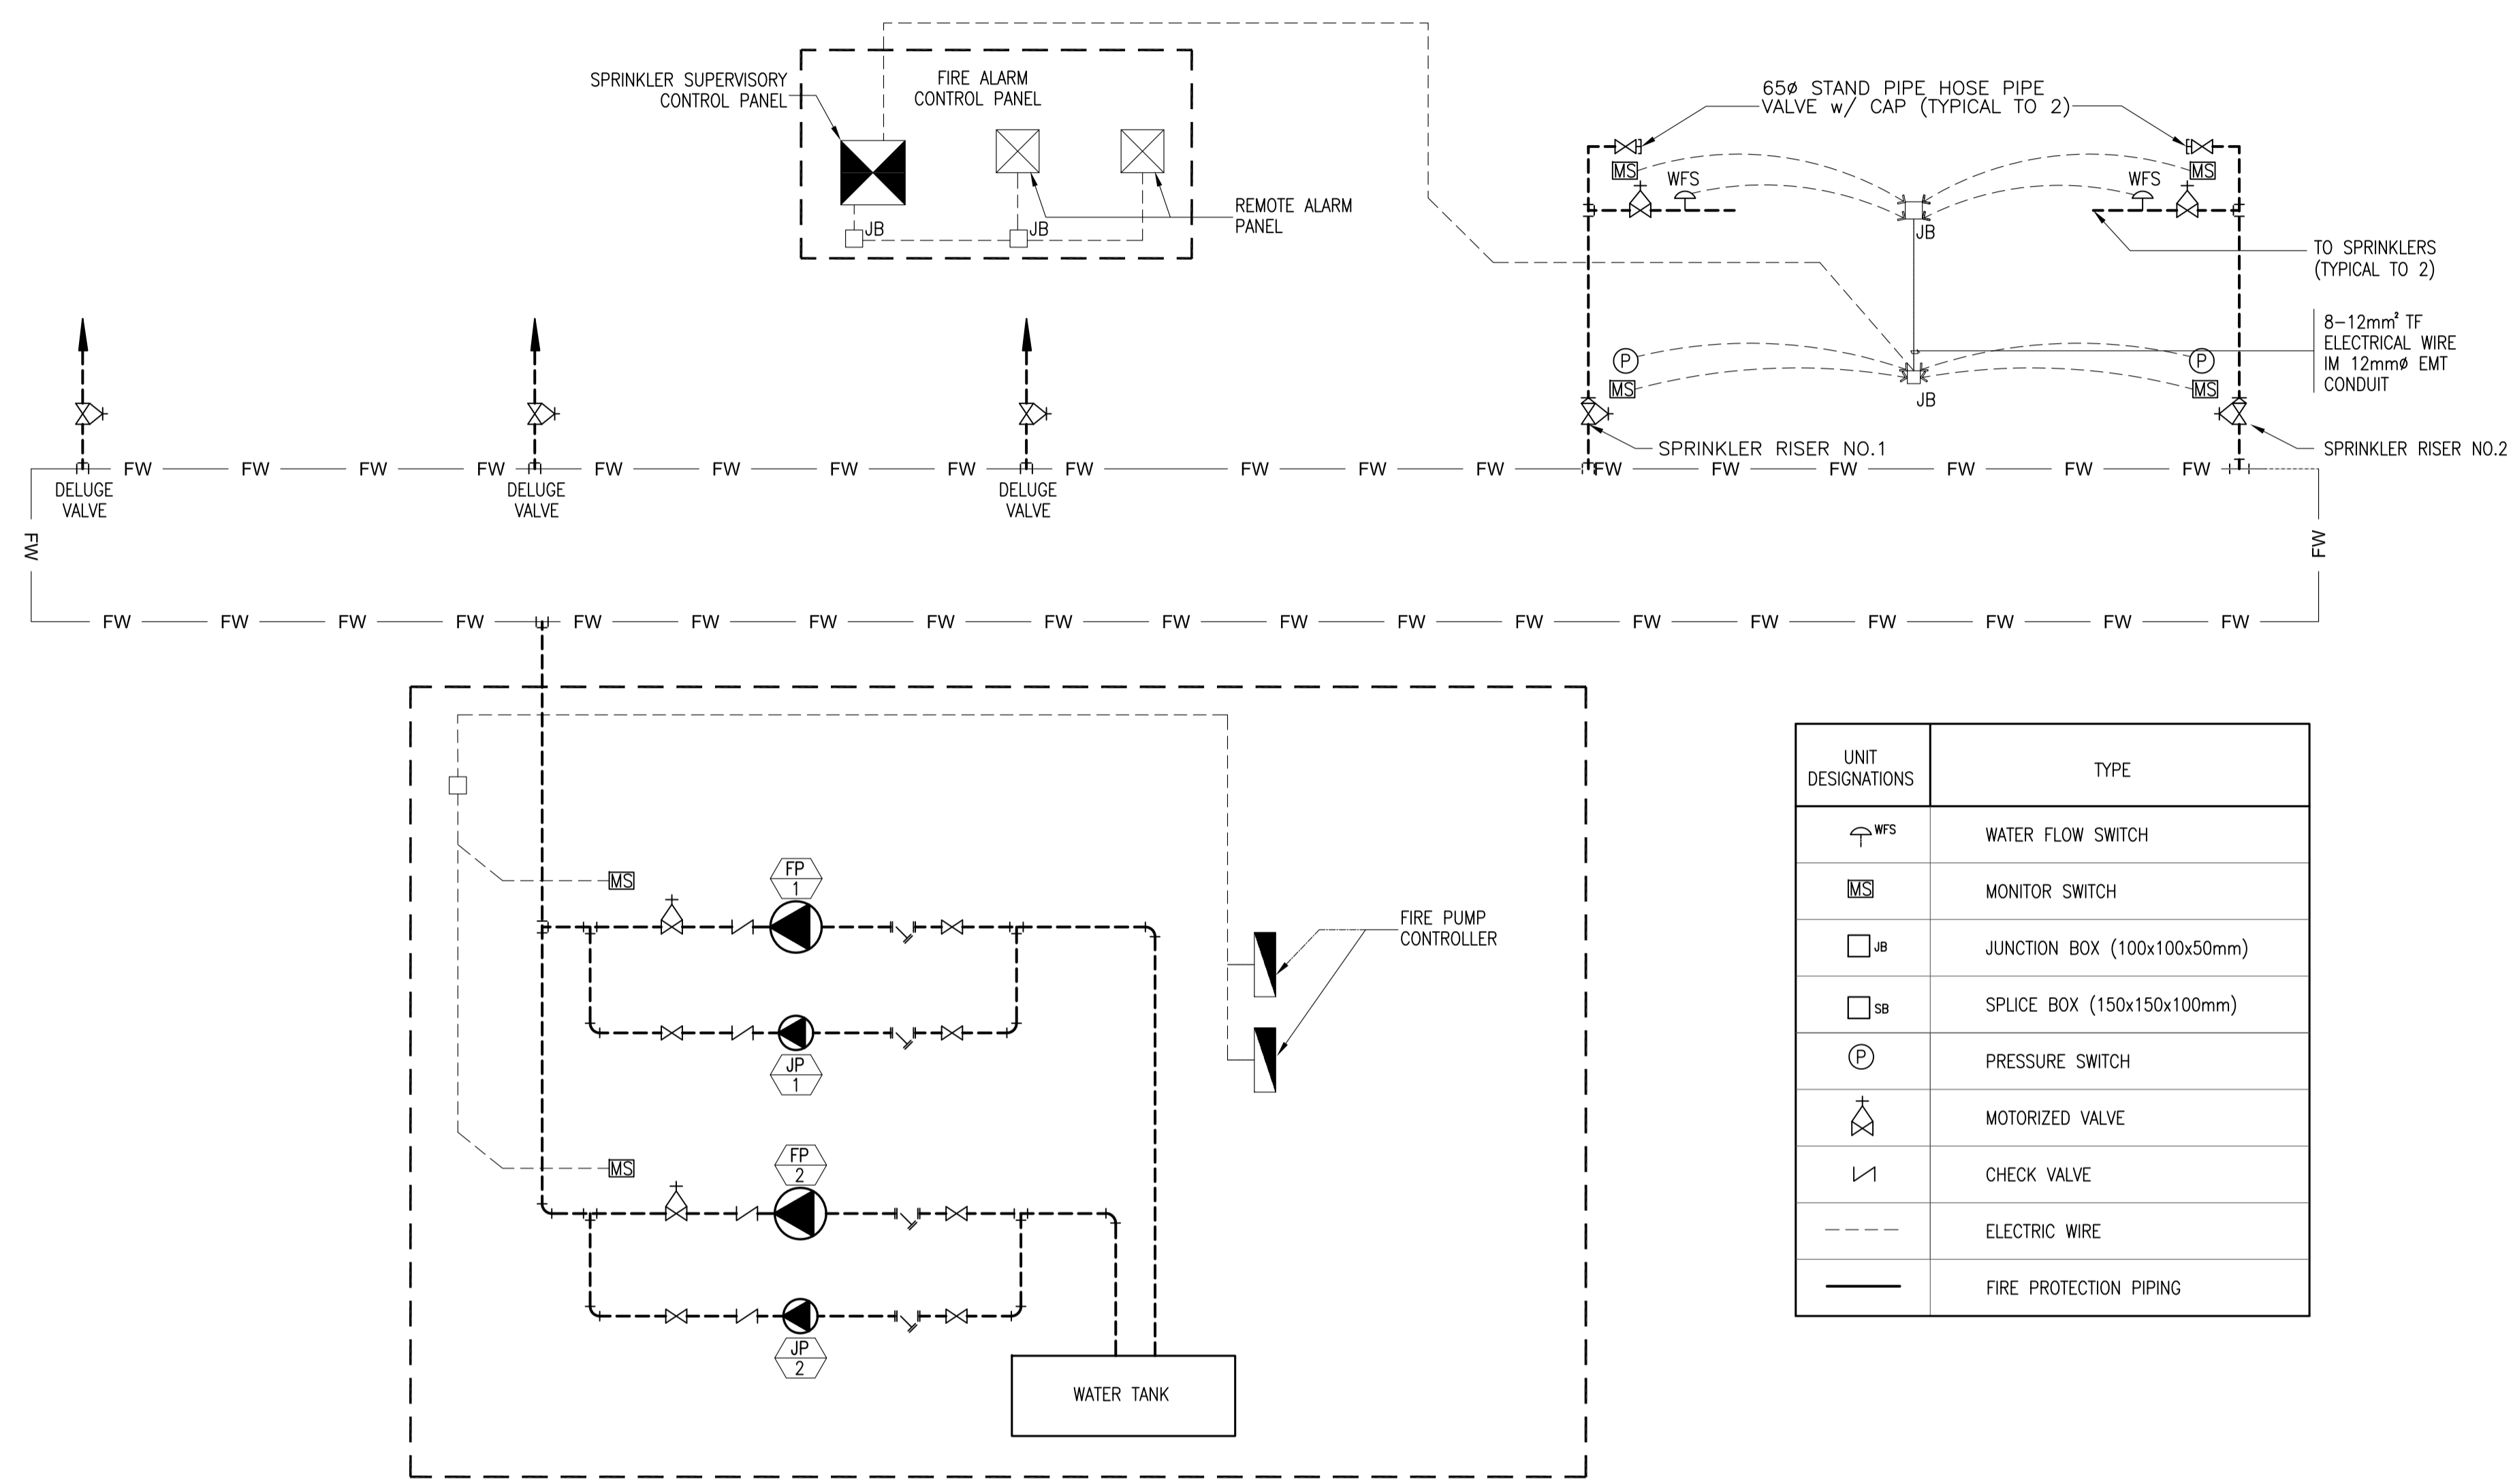 SPRINKLER SUPERVISORY
CONTROL PANEL
FIRE ALARM
CONTROL PANEL
JB
JB
REMOTE ALARM
PANEL
65ø STAND PIPE HOSE PIPE
VALVE w/ CAP (TYPICAL TO 2)
MS
WFS
WFS
MS
JB
TO SPRINKLERS
(TYPICAL TO 2)
8-12mm² TF
ELECTRICAL WIRE
IM 12mmø EMT
CONDUIT
P
MS
P
MS
JB
SPRINKLER RISER NO.1
SPRINKLER RISER NO.2
FW FW FW FW FW FW FW FW FW FW FW FW FW FW FW FW FW FW
DELUGE
VALVE
DELUGE
VALVE
DELUGE
VALVE
FW
FW
FW FW FW FW FW FW FW FW FW FW FW FW FW FW FW FW FW FW FW
MS
FP
1
JP
1
FIRE PUMP
CONTROLLER
MS
FP
2
JP
2
WATER TANK
UNIT
DESIGNATIONS
TYPE
WFS WATER FLOW SWITCH
MS MONITOR SWITCH
JB JUNCTION BOX (100x100x50mm)
SB SPLICE BOX (150x150x100mm)
P PRESSURE SWITCH
MOTORIZED VALVE
CHECK VALVE
ELECTRIC WIRE
FIRE PROTECTION PIPING